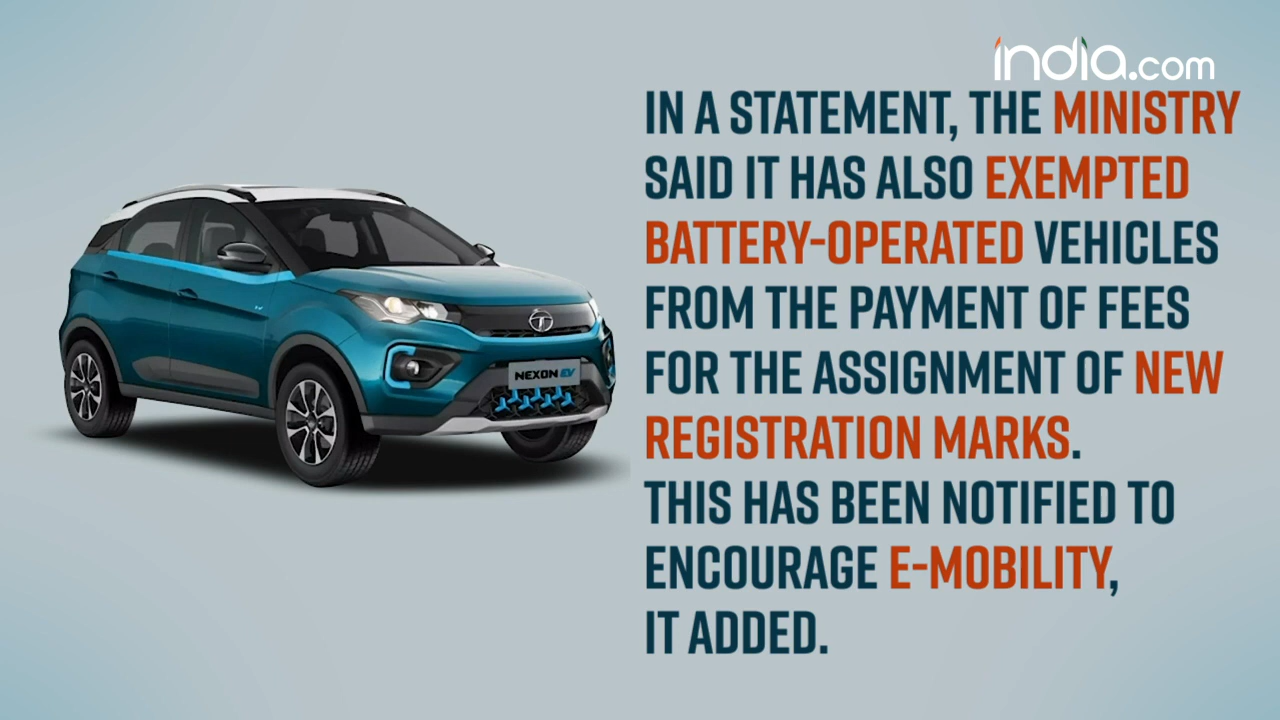 india.com
IN A STATEMENT, THE MINISTRY
SAID IT HAS ALSO EXEMPTED
BATTERY-OPERATED VEHICLES
FROM THE PAYMENT OF FEES
FOR THE ASSIGNMENT OF NEW
REGISTRATION MARKS.
THIS HAS BEEN NOTIFIED TO
ENCOURAGE E-MOBILITY,
IT ADDED.
NEXON EV